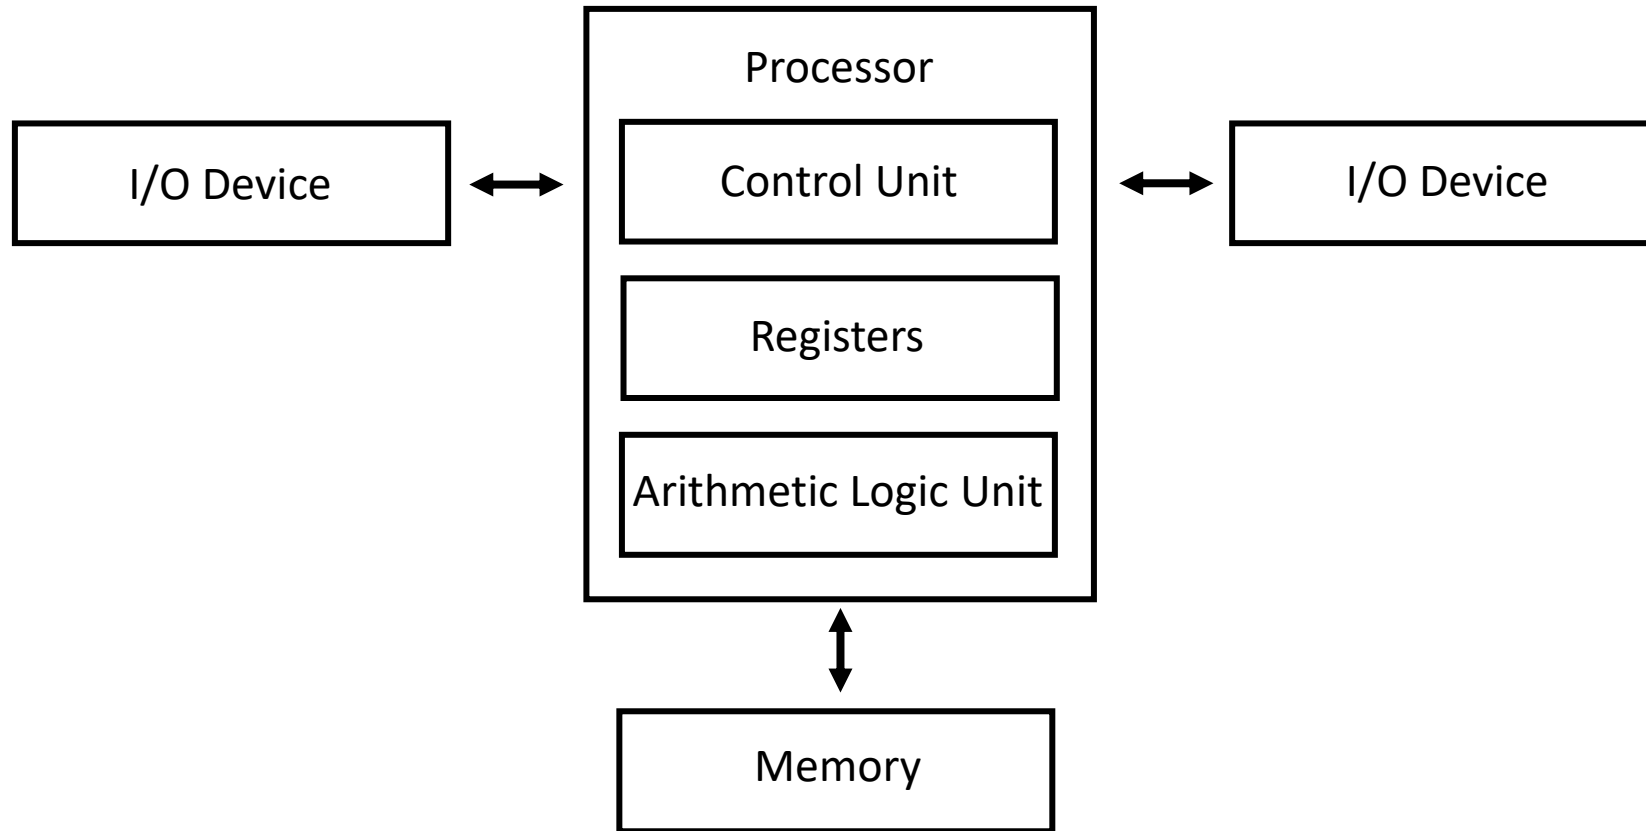 Processor
I/O Device
Control Unit
I/O Device
Registers
Arithmetic Logic Unit
Memory